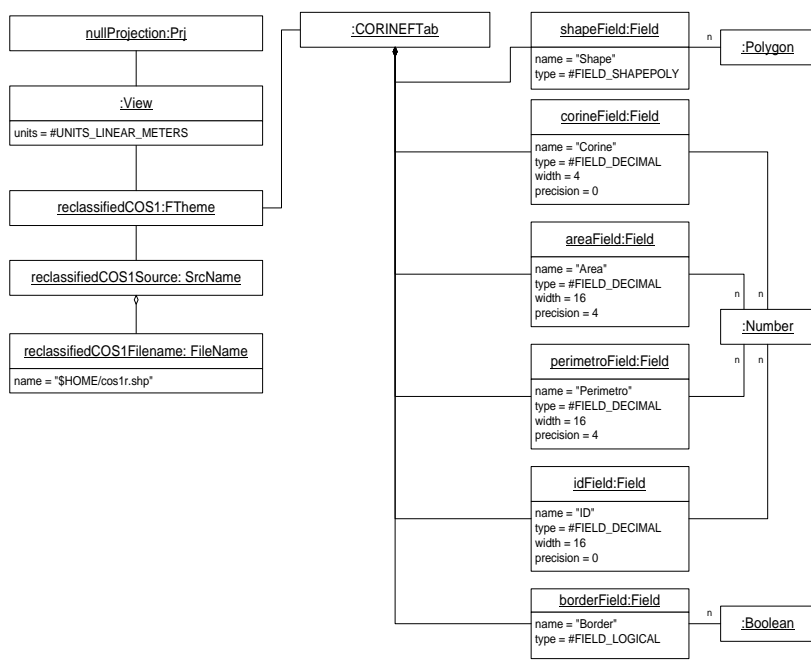 nullProjection:Prj
:View
units = #UNITS_LINEAR_METERS
reclassifiedCOS1:FTheme
reclassifiedCOS1Source: SrcName
reclassifiedCOS1Filename: FileName
name = "$HOME/cos1r.shp"
:CORINEFTab
shapeField:Field
name = "Shape"
type = #FIELD_SHAPEPOLY
n
:Polygon
corineField:Field
name = "Corine"
type = #FIELD_DECIMAL
width = 4
precision = 0
areaField:Field
name = "Area"
type = #FIELD_DECIMAL
width = 16
precision = 4
n
n
:Number
n
n
perimetroField:Field
name = "Perimetro"
type = #FIELD_DECIMAL
width = 16
precision = 4
idField:Field
name = "ID"
type = #FIELD_DECIMAL
width = 16
precision = 0
borderField:Field
name = "Border"
type = #FIELD_LOGICAL
n
:Boolean